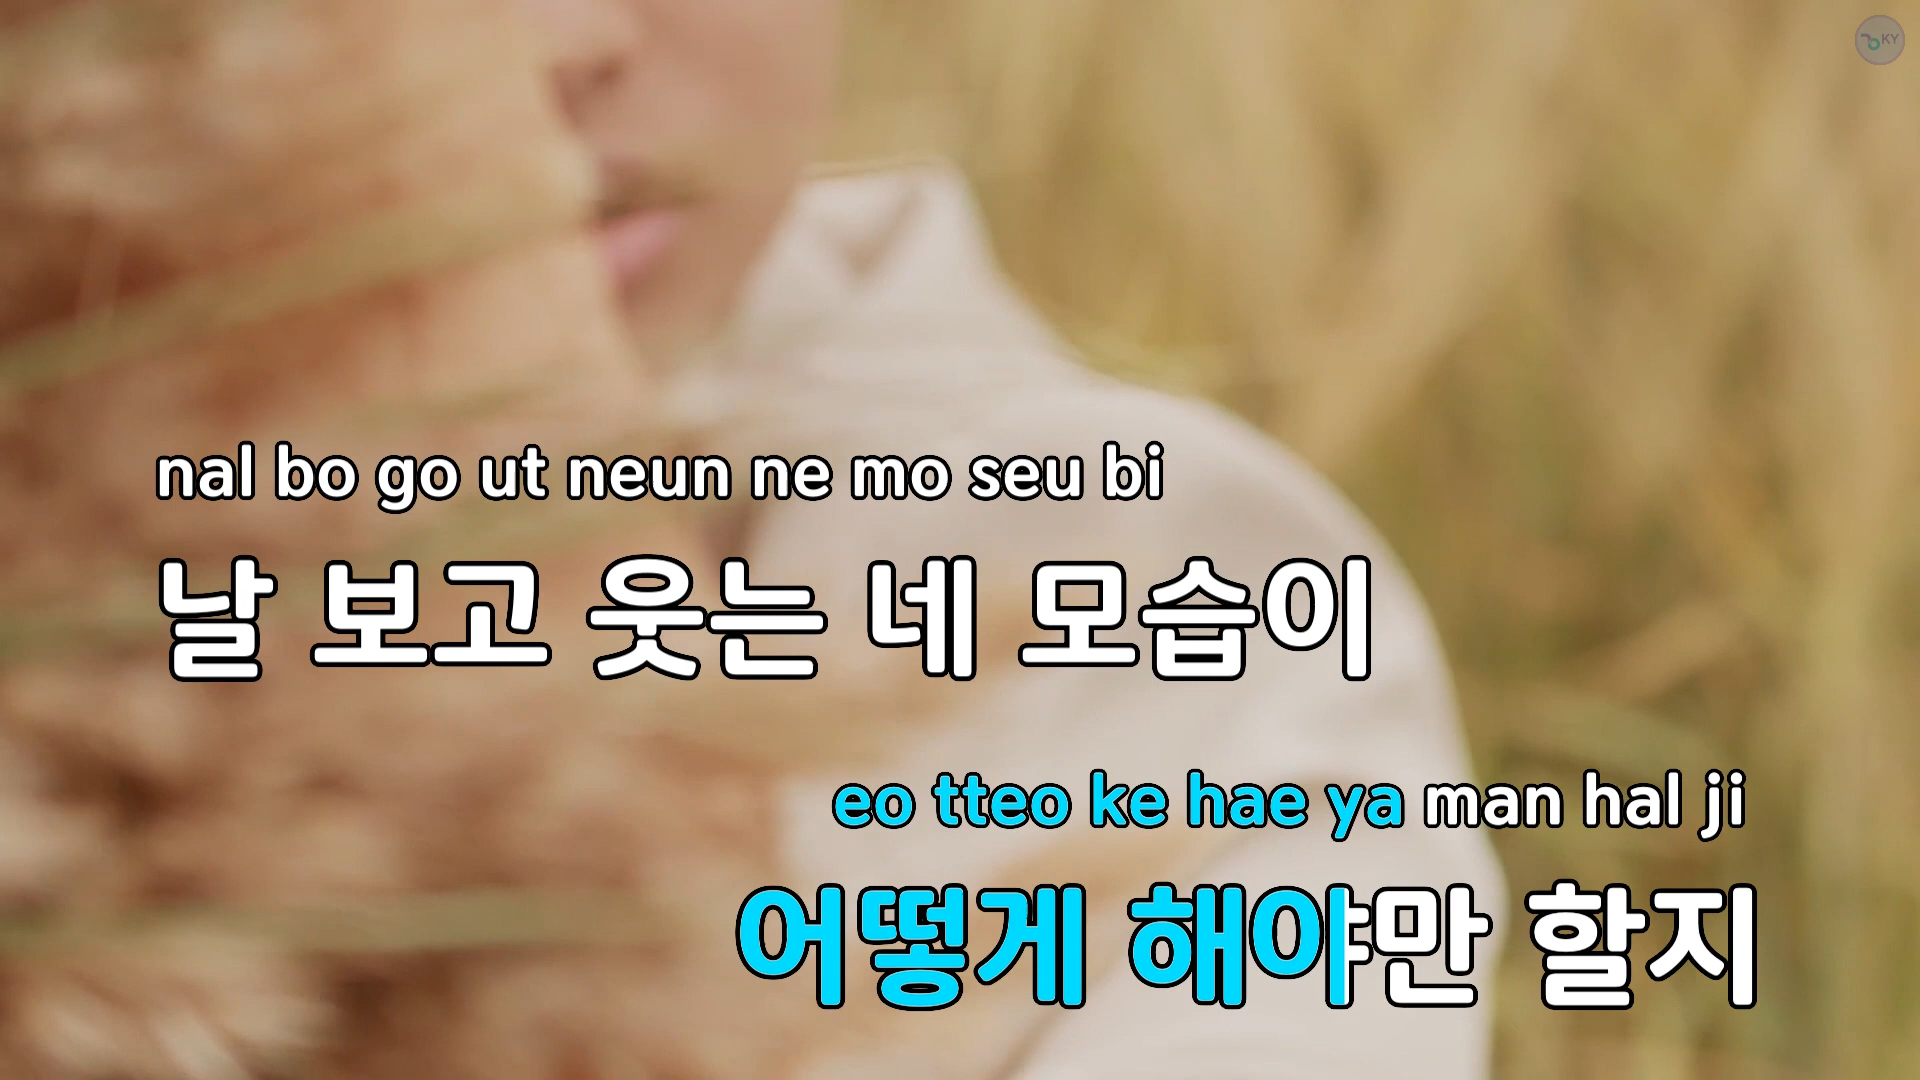 KY
nal bo go ut neun ne mo seu bi
날 보고 웃는 네 모습이
eo tteo ke hae ya man hal ji
어떻게 해야만 할지